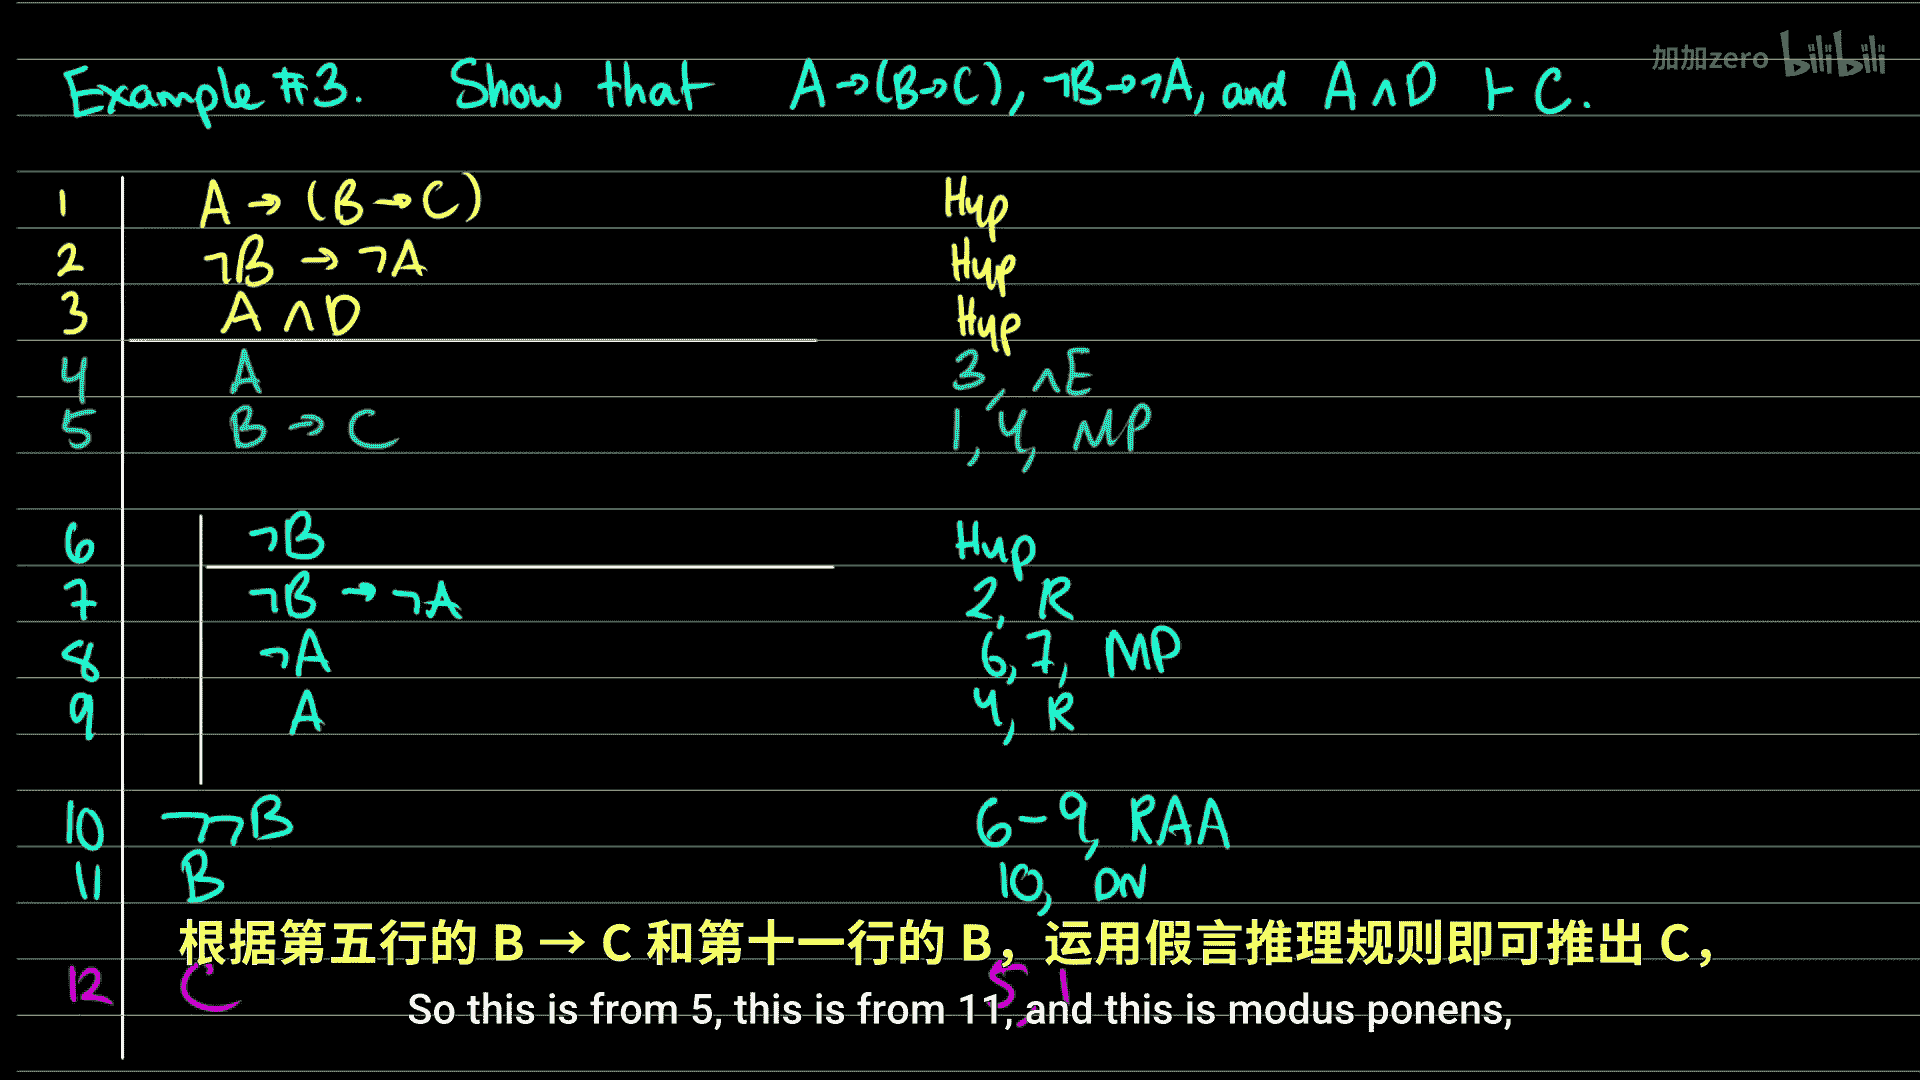 加加zero bilibili
Example #3. Show that A→(B→C), ¬B→¬A, and A∧D ⊢ C.
1 A → (B → C) Hyp
2 ¬B → ¬A Hyp
3 A ∧ D Hyp
4 A 3, ∧E
5 B → C 1, 4, MP
6 ¬B Hyp
7 ¬B → ¬A 2, R
8 ¬A 6,7, MP
9 A 4, R
10 ¬¬B 6-9, RAA
11 B 10, DN
根据第五行的 B → C 和第十一行的 B，运用假言推理规则即可推出 C，
12 C 5, 1
So this is from 5, this is from 11, and this is modus ponens,